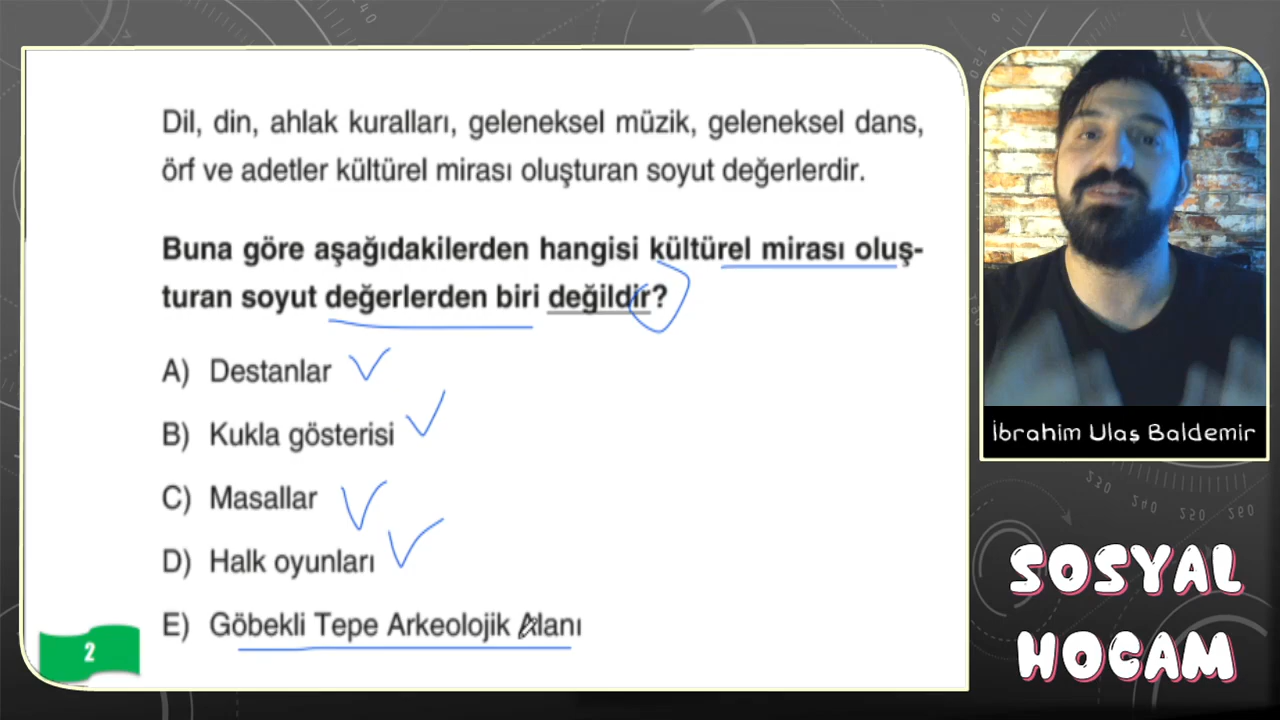 Dil, din, ahlak kuralları, geleneksel müzik, geleneksel dans,
örf ve adetler kültürel mirası oluşturan soyut değerlerdir.
Buna göre aşağıdakilerden hangisi kültürel mirası oluş-
turan soyut değerlerden biri değildir?
A) Destanlar
B) Kukla gösterisi
C) Masallar
D) Halk oyunları
E) Göbekli Tepe Arkeolojik Alanı
2
İbrahim Ulaş Baldemir
SOSYAL
HOCAM